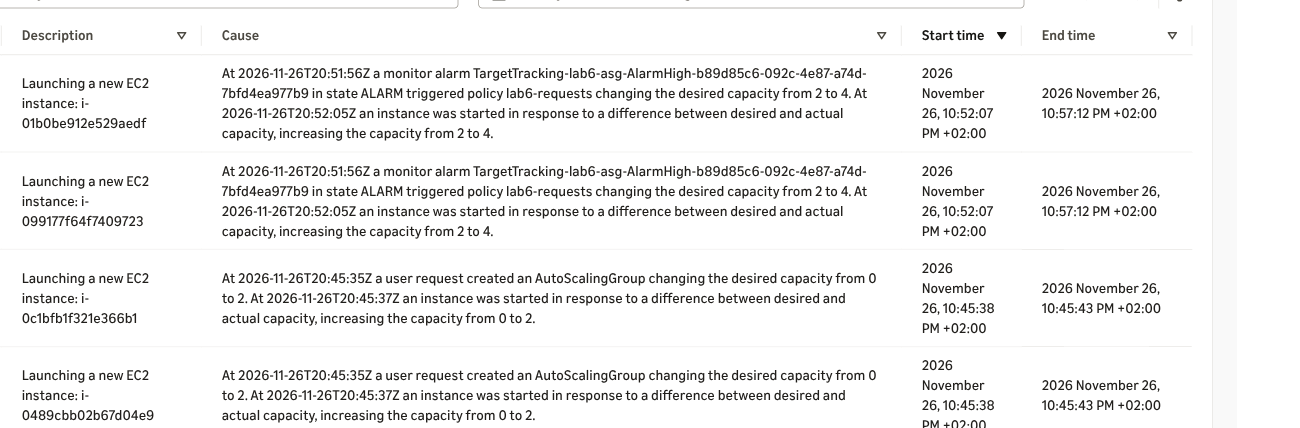 Description Cause Start time End time
Launching a new EC2
instance: i-
01b0be912e529aedf
At 2026-11-26T20:51:56Z a monitor alarm TargetTracking-lab6-asg-AlarmHigh-b89d85c6-092c-4e87-a74d-
7bfd4ea977b9 in state ALARM triggered policy lab6-requests changing the desired capacity from 2 to 4. At
2026-11-26T20:52:05Z an instance was started in response to a difference between desired and actual
capacity, increasing the capacity from 2 to 4.
2026
November
26, 10:52:07
PM +02:00
2026 November 26,
10:57:12 PM +02:00
Launching a new EC2
instance: i-
099177f64f7409723
At 2026-11-26T20:51:56Z a monitor alarm TargetTracking-lab6-asg-AlarmHigh-b89d85c6-092c-4e87-a74d-
7bfd4ea977b9 in state ALARM triggered policy lab6-requests changing the desired capacity from 2 to 4. At
2026-11-26T20:52:05Z an instance was started in response to a difference between desired and actual
capacity, increasing the capacity from 2 to 4.
2026
November
26, 10:52:07
PM +02:00
2026 November 26,
10:57:12 PM +02:00
Launching a new EC2
instance: i-
0c1bfb1f321e366b1
At 2026-11-26T20:45:35Z a user request created an AutoScalingGroup changing the desired capacity from 0
to 2. At 2026-11-26T20:45:37Z an instance was started in response to a difference between desired and
actual capacity, increasing the capacity from 0 to 2.
2026
November
26, 10:45:38
PM +02:00
2026 November 26,
10:45:43 PM +02:00
Launching a new EC2
instance: i-
0489cbb02b67d04e9
At 2026-11-26T20:45:35Z a user request created an AutoScalingGroup changing the desired capacity from 0
to 2. At 2026-11-26T20:45:37Z an instance was started in response to a difference between desired and
actual capacity, increasing the capacity from 0 to 2.
2026
November
26, 10:45:38
PM +02:00
2026 November 26,
10:45:43 PM +02:00